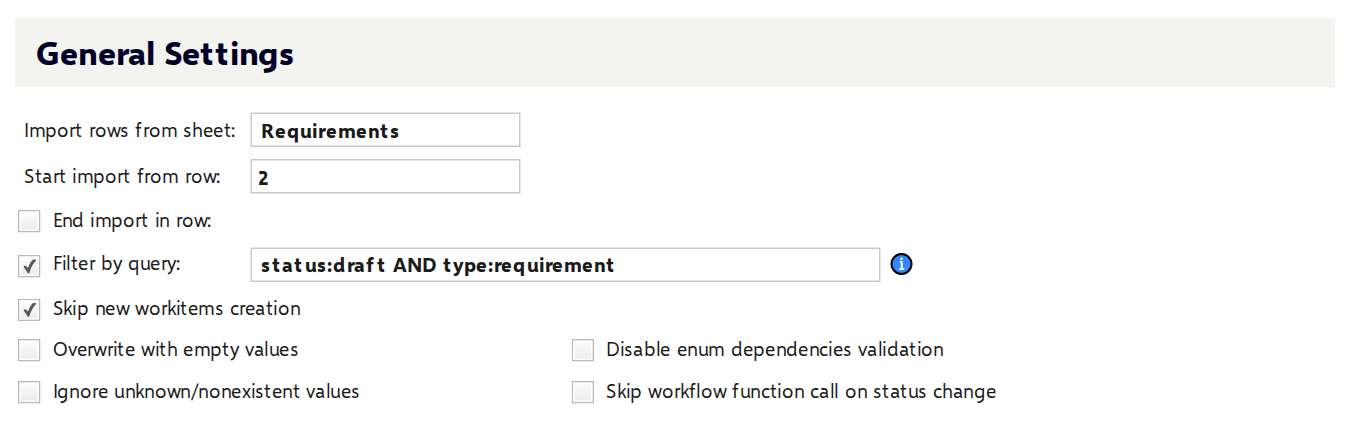 General Settings
Import rows from sheet: Requirements
Start import from row: 2
End import in row:
Filter by query: status:draft AND type:requirement
Skip new workitems creation
Overwrite with empty values Disable enum dependencies validation
Ignore unknown/nonexistent values Skip workflow function call on status change